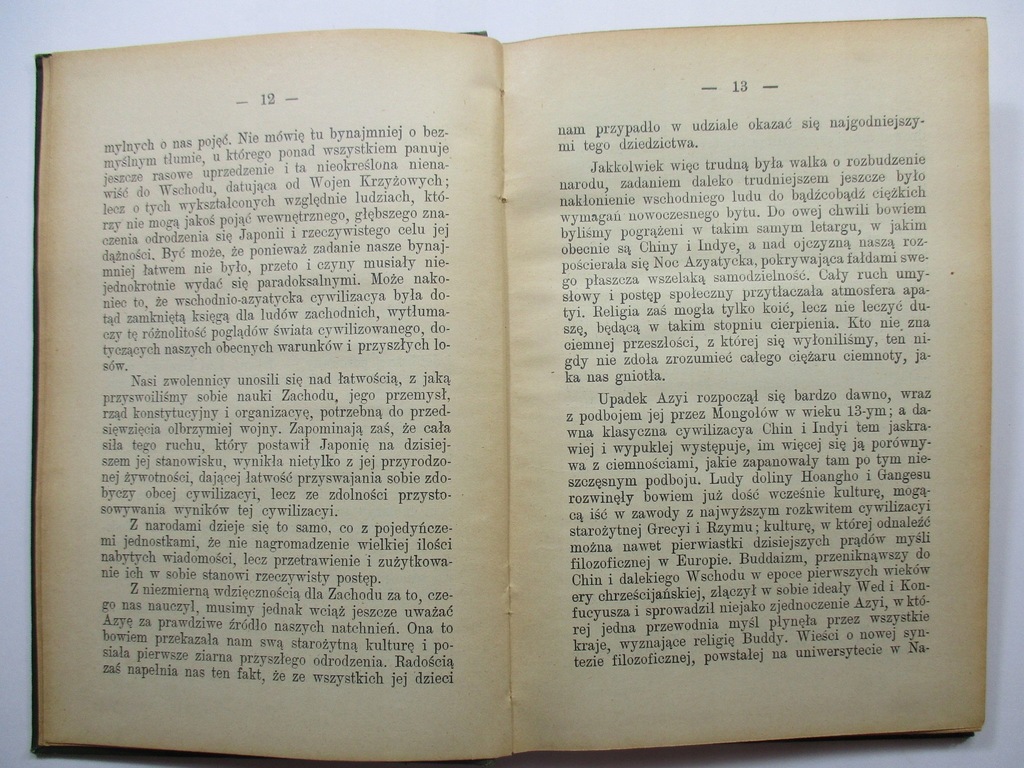 — 12 —
mylnych o nas pojęć. Nie mówię tu bynajmniej o bez-
myślnym tłumie, u którego ponad wszystkiem panuje
jeszcze rasowe uprzedzenie i ta nieokreślona niena-
wiść do Wschodu, datująca od Wojen Krzyżowych;
lecz o tych wykształconych względnie ludziach, któ-
rzy nie mogą jakoś pojąć wewnętrznego, głębszego zna-
czenia odrodzenia się Japonii i rzeczywistego celu jej
dążności. Być może, że ponieważ zadanie nasze bynaj-
mniej łatwem nie było, przeto i czyny musiały nie-
jednokrotnie wydać się paradoksalnymi. Może nako-
niec to, że wschodnio-azyatycka cywilizacya była do-
tąd zamkniętą księgą dla ludów zachodnich, wytłuma-
czy tę różnolitość poglądów świata cywilizowanego, do-
tyczących naszych obecnych warunków i przyszłych lo-
sów.
Nasi zwolennicy unosili się nad łatwością, z jaką
przyswoiliśmy sobie nauki Zachodu, jego przemysł,
rząd konstytucyjny i organizacyę, potrzebną do przed-
sięwzięcia olbrzymiej wojny. Zapominają zaś, że cała
siła tego ruchu, który postawił Japonię na dzisiej-
szem jej stanowisku, wynikła nietylko z jej przyrodzo-
nej żywotności, dającej łatwość przyswajania sobie zdo-
byczy obcej cywilizacyi, lecz ze zdolności przysto-
sowywania wyników tej cywilizacyi.
Z narodami dzieje się to samo, co z pojedyńcze-
mi jednostkami, że nie nagromadzenie wielkiej ilości
nabytych wiadomości, lecz przetrawienie i zużytkowa-
nie ich w sobie stanowi rzeczywisty postęp.
Z niezmierną wdzięcznością dla Zachodu za to, cze-
go nas nauczył, musimy jednak wciąż jeszcze uważać
Azyę za prawdziwe źródło naszych natchnień. Ona to
bowiem przekazała nam swą starożytną kulturę i po-
siała pierwsze ziarna przyszłego odrodzenia. Radością
zaś napełnia nas ten fakt, że ze wszystkich jej dzieci
— 13 —
nam przypadło w udziale okazać się najgodniejszy-
mi tego dziedzictwa.
Jakkolwiek więc trudną była walka o rozbudzenie
narodu, zadaniem daleko trudniejszem jeszcze było
nakłonienie wschodniego ludu do bądźcobądź ciężkich
wymagań nowoczesnego bytu. Do owej chwili bowiem
byliśmy pogrążeni w takim samym letargu, w jakim
obecnie są Chiny i Indye, a nad ojczyzną naszą roz-
pościerała się Noc Azyatycka, pokrywająca fałdami swe-
go płaszcza wszelaką samodzielność. Cały ruch umy-
słowy i postęp społeczny przytłaczała atmosfera apa-
tyi. Religia zaś mogła tylko koić, lecz nie leczyć du-
szę, będącą w takim stopniu cierpienia. Kto nie zna
ciemnej przeszłości, z której się wyłoniliśmy, ten ni-
gdy nie zdoła zrozumieć całego ciężaru ciemnoty, ja-
ka nas gniotła.
Upadek Azyi rozpoczął się bardzo dawno, wraz
z podbojem jej przez Mongołów w wieku 13-ym; a da-
wna klasyczna cywilizacya Chin i Indyi tem jaskra-
wiej i wypuklej występuje, im więcej się ją porówny-
wa z ciemnościami, jakie zapanowały tam po tym nie-
szczęsnym podboju. Ludy doliny Hoangho i Gangesu
rozwinęły bowiem już dość wcześnie kulturę, mogą-
cą iść w zawody z najwyższym rozkwitem cywilizacyi
starożytnej Grecyi i Rzymu; kulturę, w której odnaleźć
można nawet pierwiastki dzisiejszych prądów myśli
filozoficznej w Europie. Buddaizm, przeniknąwszy do
Chin i dalekiego Wschodu w epoce pierwszych wieków
ery chrześcijańskiej, złączył w sobie ideały Wed i Kon-
fucyusza i sprowadził niejako zjednoczenie Azyi, w któ-
rej jedna przewodnia myśl płynęła przez wszystkie
kraje, wyznające religię Buddy. Wieści o nowej syn-
tezie filozoficznej, powstałej na uniwersytecie w Na-